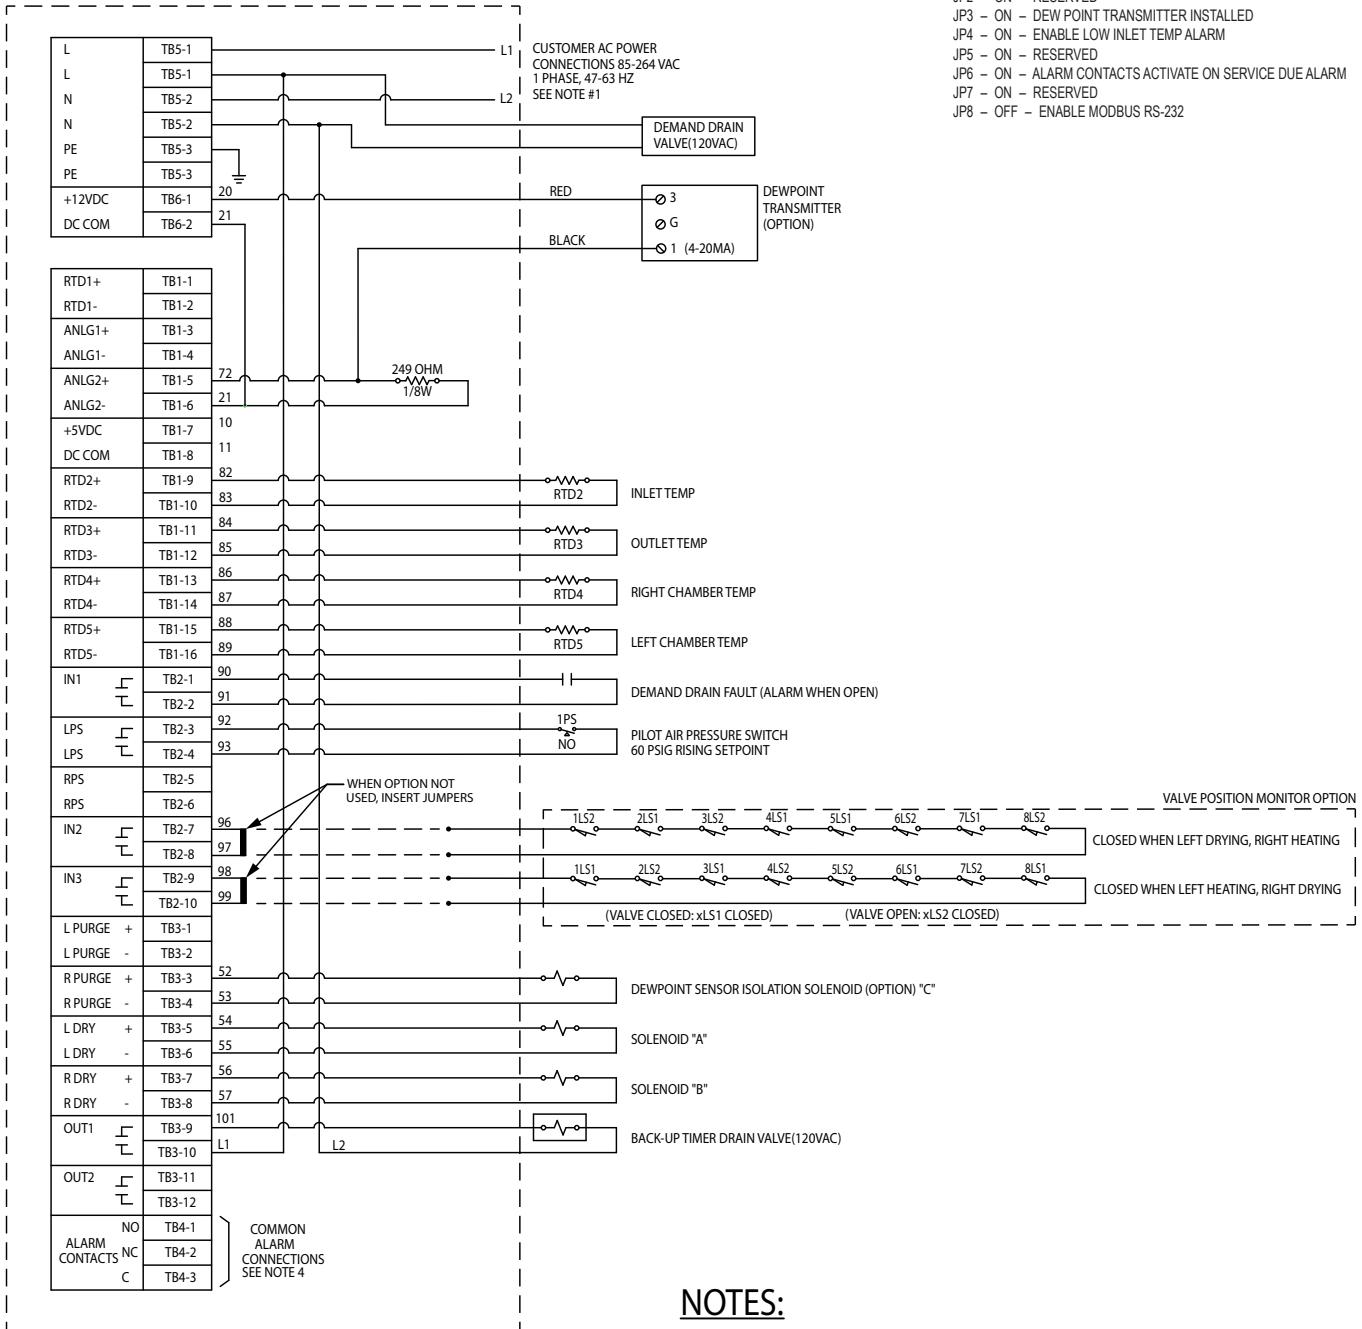 JP2 – ON – RESERVED
JP3 – ON – DEW POINT TRANSMITTER INSTALLED
JP4 – ON – ENABLE LOW INLET TEMP ALARM
JP5 – ON – RESERVED
JP6 – ON – ALARM CONTACTS ACTIVATE ON SERVICE DUE ALARM
JP7 – ON – RESERVED
JP8 – OFF – ENABLE MODBUS RS-232
L TB5-1 L1
L TB5-1
N TB5-2 L2
N TB5-2
PE TB5-3
PE TB5-3
+12VDC TB6-1 20
DC COM TB6-2 21
CUSTOMER AC POWER
CONNECTIONS 85-264 VAC
1 PHASE, 47-63 HZ
SEE NOTE #1
DEMAND DRAIN
VALVE(120VAC)
RED
BLACK
3
G
1 (4-20MA)
DEWPOINT
TRANSMITTER
(OPTION)
RTD1+ TB1-1
RTD1- TB1-2
ANLG1+ TB1-3
ANLG1- TB1-4
ANLG2+ TB1-5 72
ANLG2- TB1-6 21
249 OHM
1/8W
+5VDC TB1-7 10
DC COM TB1-8 11
RTD2+ TB1-9 82
RTD2- TB1-10 83
RTD2 INLET TEMP
RTD3+ TB1-11 84
RTD3- TB1-12 85
RTD3 OUTLET TEMP
RTD4+ TB1-13 86
RTD4- TB1-14 87
RTD4 RIGHT CHAMBER TEMP
RTD5+ TB1-15 88
RTD5- TB1-16 89
RTD5 LEFT CHAMBER TEMP
IN1 TB2-1 90
TB2-2 91
DEMAND DRAIN FAULT (ALARM WHEN OPEN)
LPS TB2-3 92
LPS TB2-4 93
1PS
NO
PILOT AIR PRESSURE SWITCH
60 PSIG RISING SETPOINT
RPS TB2-5
RPS TB2-6
WHEN OPTION NOT
USED, INSERT JUMPERS
VALVE POSITION MONITOR OPTION
IN2 TB2-7 96
TB2-8 97
1LS2 2LS1 3LS2 4LS1 5LS1 6LS2 7LS1 8LS2
CLOSED WHEN LEFT DRYING, RIGHT HEATING
IN3 TB2-9 98
TB2-10 99
1LS1 2LS2 3LS1 4LS2 5LS2 6LS1 7LS2 8LS1
CLOSED WHEN LEFT HEATING, RIGHT DRYING
(VALVE CLOSED: xLS1 CLOSED) (VALVE OPEN: xLS2 CLOSED)
L PURGE + TB3-1
L PURGE - TB3-2
R PURGE + TB3-3 52
R PURGE - TB3-4 53
DEWPOINT SENSOR ISOLATION SOLENOID (OPTION) "C"
L DRY + TB3-5 54
L DRY - TB3-6 55
SOLENOID "A"
R DRY + TB3-7 56
R DRY - TB3-8 57
SOLENOID "B"
OUT1 TB3-9 101
TB3-10 L1 L2
BACK-UP TIMER DRAIN VALVE(120VAC)
OUT2 TB3-11
TB3-12
ALARM
CONTACTS
NO TB4-1
NC TB4-2
C TB4-3
COMMON
ALARM
CONNECTIONS
SEE NOTE 4
NOTES: